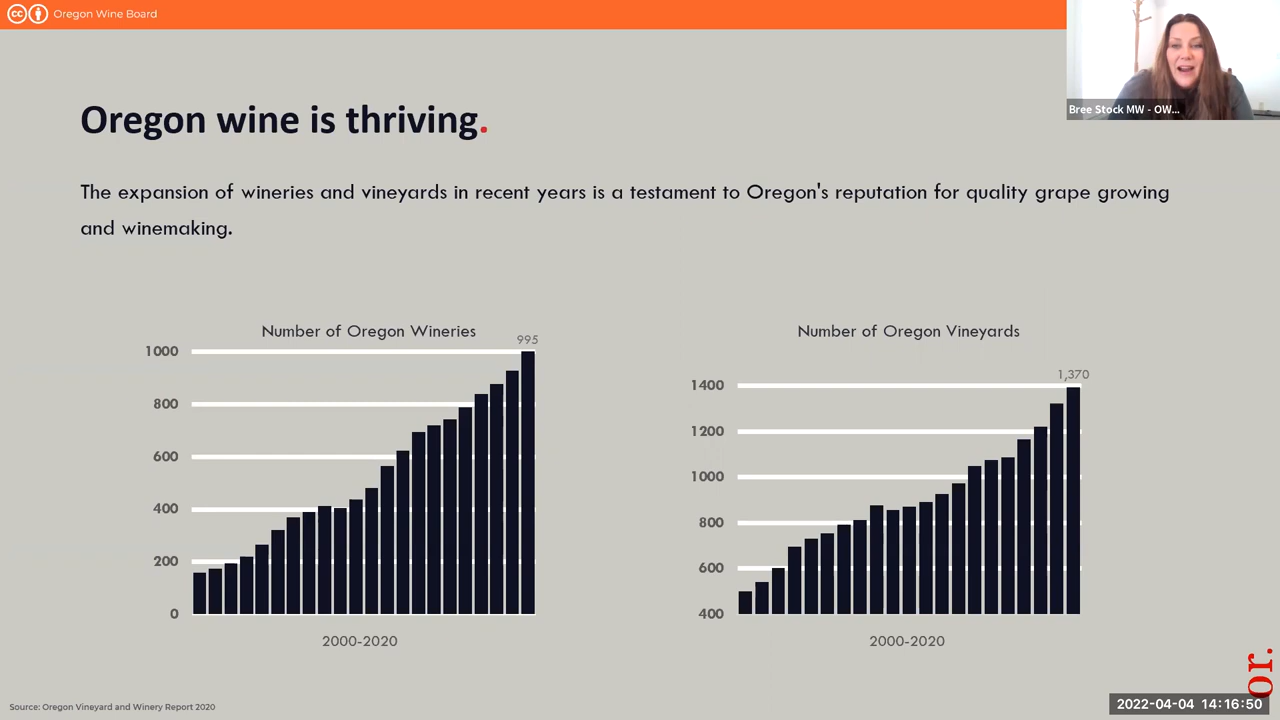 cc
Oregon Wine Board
Bree Stock MW - OW...
Oregon wine is thriving.
The expansion of wineries and vineyards in recent years is a testament to Oregon's reputation for quality grape growing
and winemaking.
Number of Oregon Wineries
995
1000
800
600
400
200
0
2000-2020
Number of Oregon Vineyards
1,370
1400
1200
1000
800
600
400
2000-2020
or.
Source: Oregon Vineyard and Winery Report 2020
2022-04-04 14:16:50